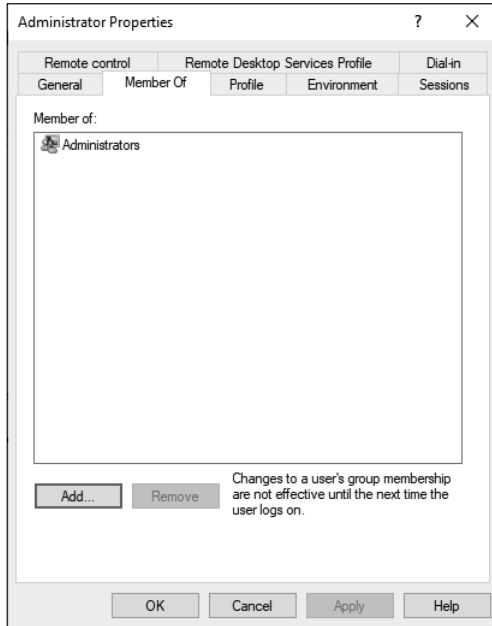 Administrator Properties ? ×
Remote control Remote Desktop Services Profile Dial-in
General Member Of Profile Environment Sessions
Member of:
Administrators
Changes to a user's group membership
are not effective until the next time the
user logs on.
Add... Remove
OK Cancel Apply Help